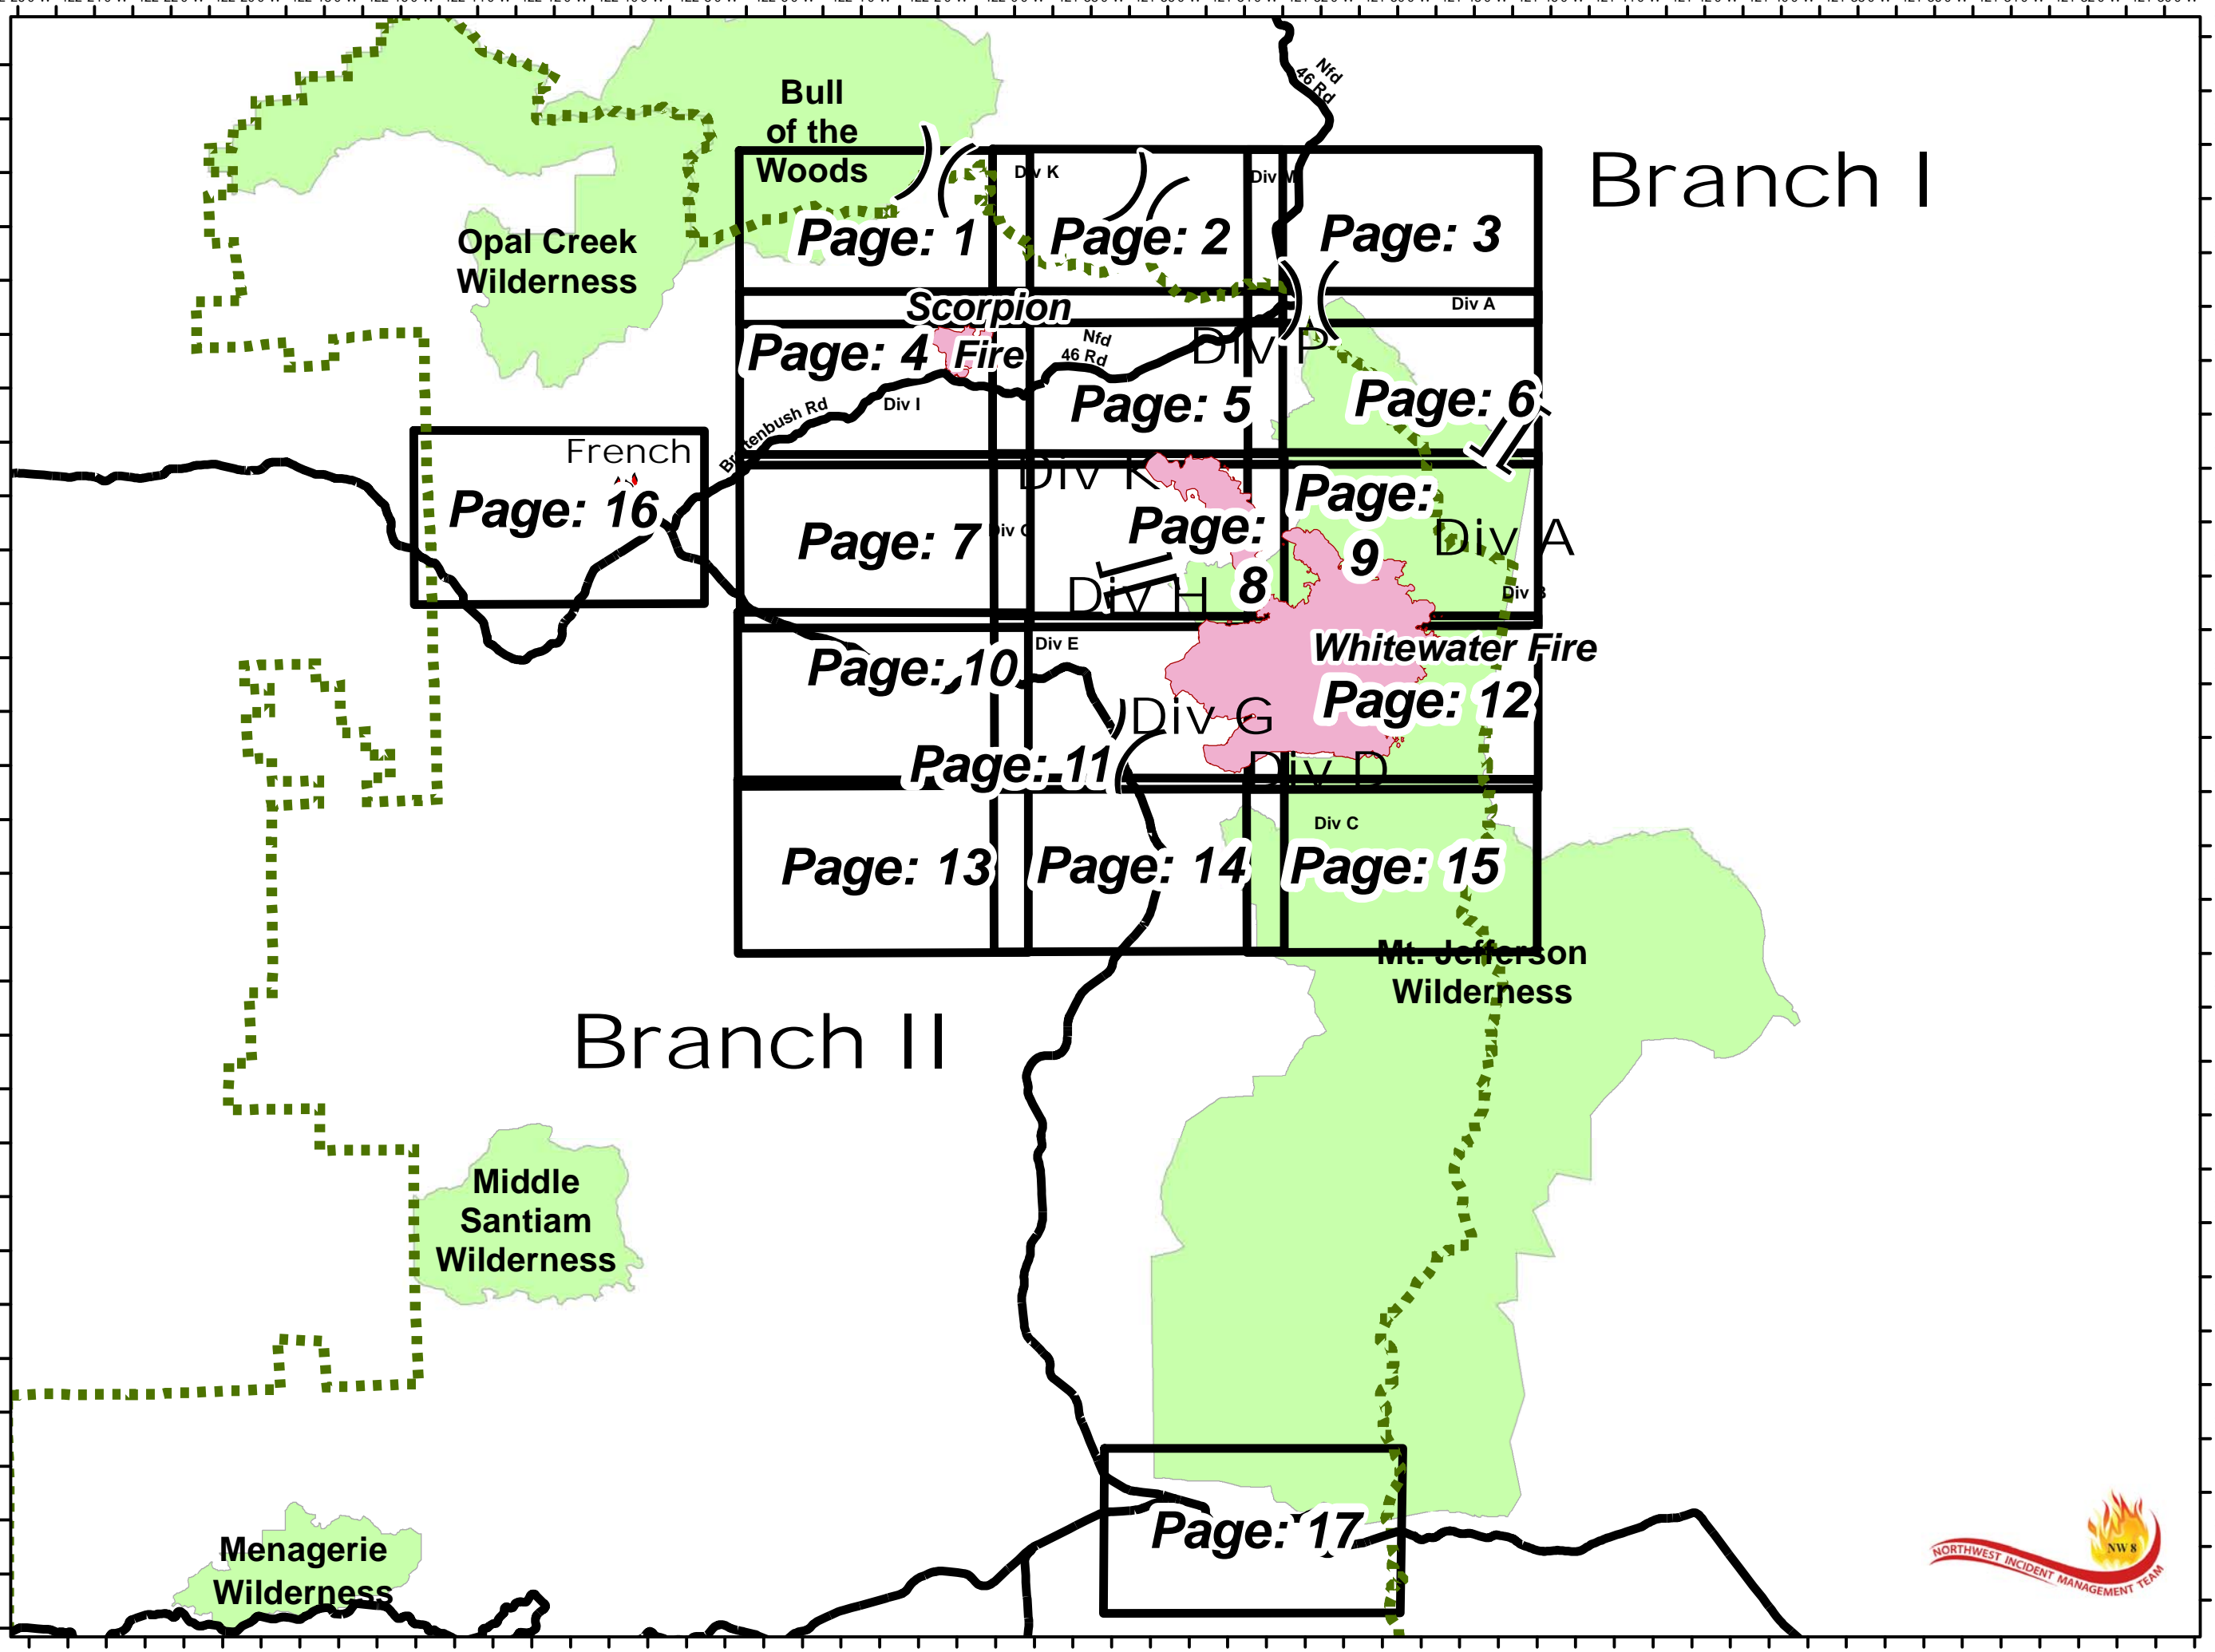 Nfd
46 Rd
Bull
of the
Woods
Branch I
Div K
Div M
Opal Creek
Wilderness
Page: 1
Page: 2
Page: 3
Scorpion
Fire
Div A
Nfd
46 Rd
Div P
Page: 4
Page: 5
Page: 6
Div I
French
Page: 16
Div K
Page: 7
Page:
8
Page:
9
Div A
Div H
Div B
Div E
Whitewater Fire
Page: 10
Page: 12
Div G
Page: 11
Div D
Div C
Page: 13
Page: 14
Page: 15
Mt. Jefferson
Wilderness
Branch II
Middle
Santiam
Wilderness
Page: 17
Menagerie
Wilderness
NW 8
NORTHWEST INCIDENT MANAGEMENT TEAM